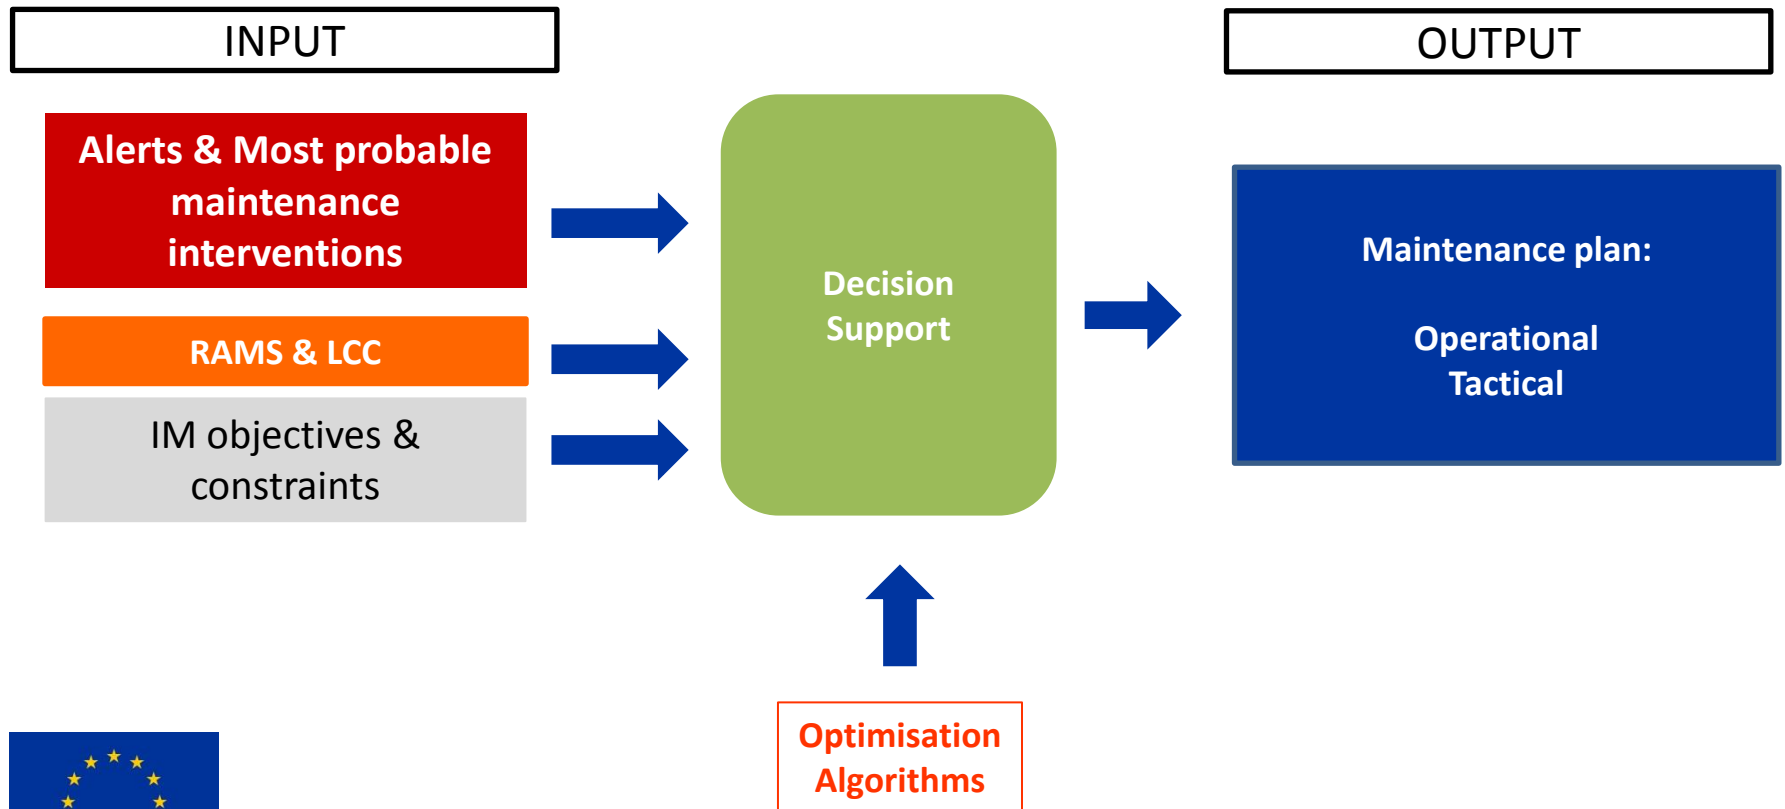 INPUT
OUTPUT
Alerts & Most probable
maintenance
interventions
RAMS & LCC
IM objectives &
constraints
Decision
Support
Maintenance plan:
Operational
Tactical
Optimisation
Algorithms